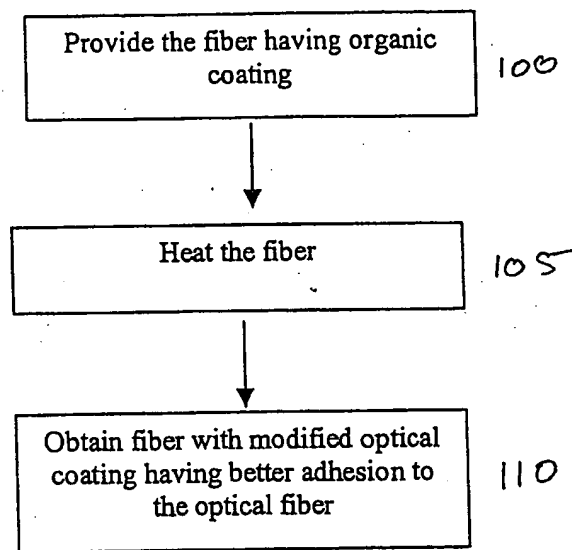 Provide the fiber having organic
coating
100
Heat the fiber
105
Obtain fiber with modified optical
coating having better adhesion to
the optical fiber
110